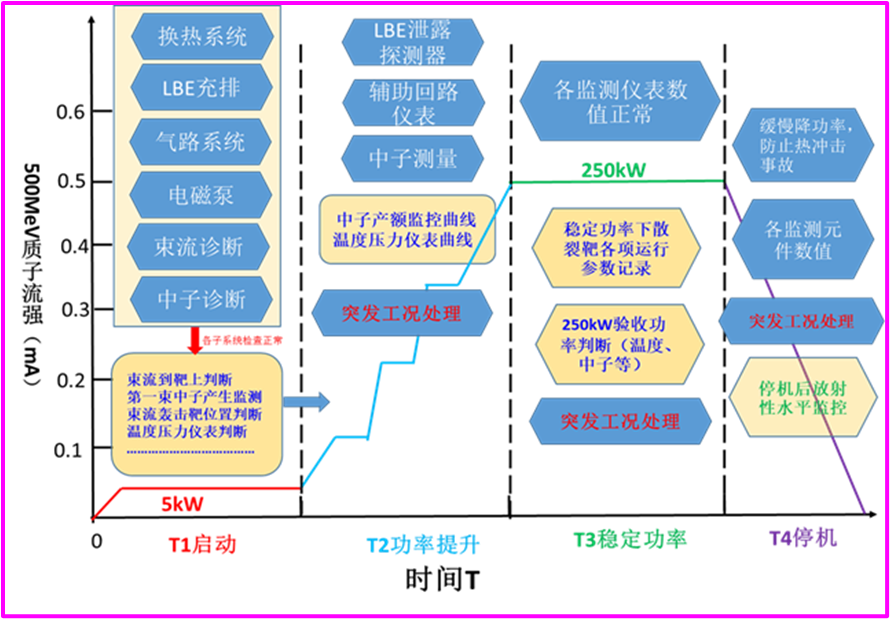 换热系统
LBE充排
气路系统
电磁泵
束流诊断
中子诊断
各子系统检查正常
束流到靶上判断
第一束中子产生监测
束流轰击靶位置判断
温度压力仪表判断
………………………………
5kW
LBE泄露
探测器
辅助回路
仪表
中子测量
中子产额监控曲线
温度压力仪表曲线
突发工况处理
各监测仪表数
值正常
250kW
稳定功率下散
裂靶各项运行
参数记录
250kW验收功
率判断（温度、
中子等）
突发工况处理
缓慢降功率，
防止热冲击
事故
各监测元
件数值
突发工况处理
停机后放射
性水平监控
500MeV质子流强（mA）
0.6
0.5
0.4
0.3
0.2
0.1
0
T1启动
T2功率提升
T3稳定功率
T4停机
时间T